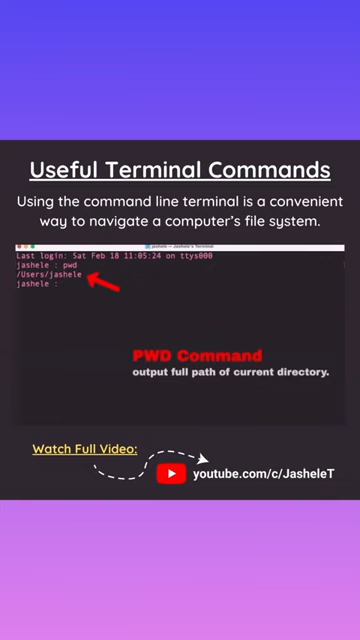 Useful Terminal Commands
Using the command line terminal is a convenient
way to navigate a computer's file system.
jashele — Jashele's Terminal
Last login: Sat Feb 18 11:05:24 on ttys000
jashele : pwd
/Users/jashele
jashele :
PWD Command
output full path of current directory.
Watch Full Video:
youtube.com/c/JasheleT